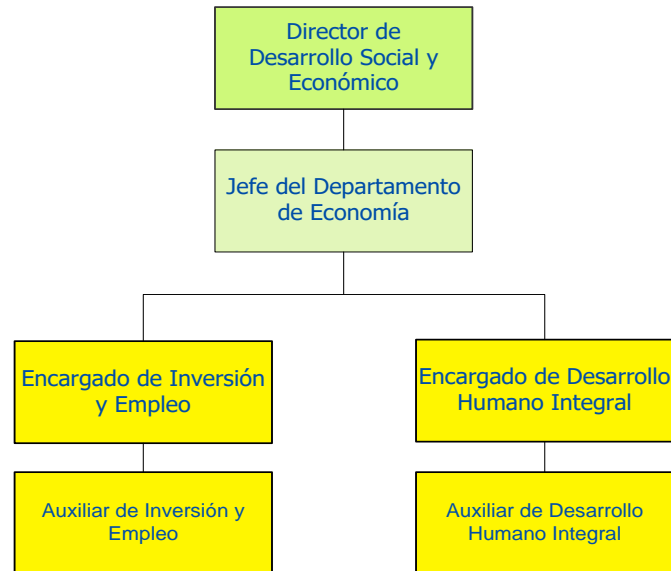 Director de
Desarrollo Social y
Económico
Jefe del Departamento
de Economía
Encargado de Inversión
y Empleo
Encargado de Desarrollo
Humano Integral
Auxiliar de Inversión y
Empleo
Auxiliar de Desarrollo
Humano Integral